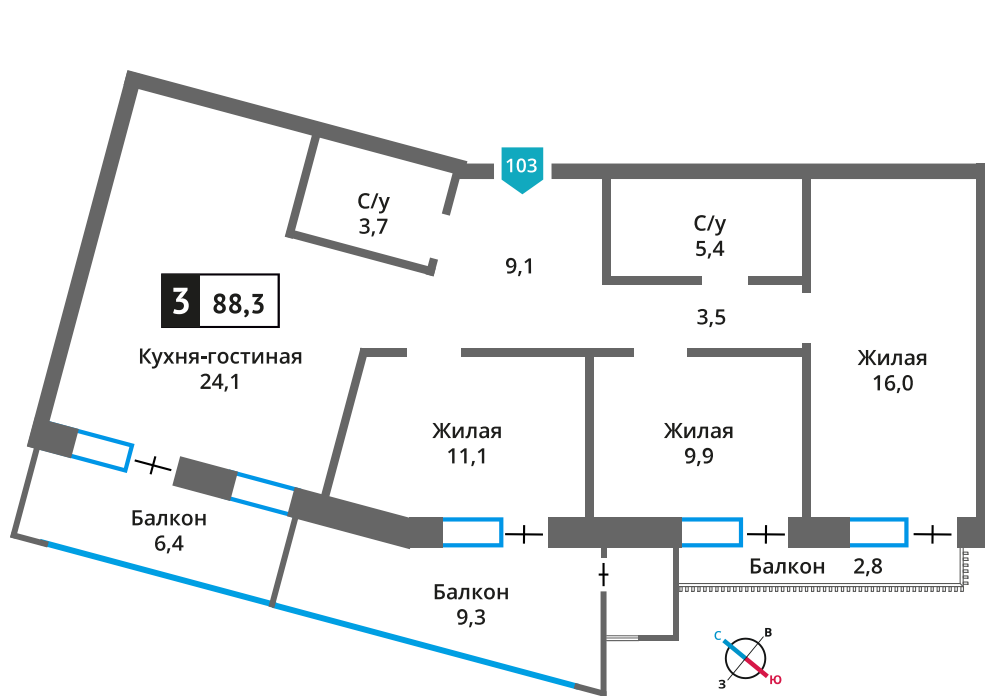 103
С/у
3,7
С/у
5,4
9,1
3 88,3
3,5
Кухня-гостиная
24,1
Жилая
16,0
Жилая
11,1
Жилая
9,9
Балкон
6,4
Балкон 2,8
Балкон
9,3
С В
З Ю